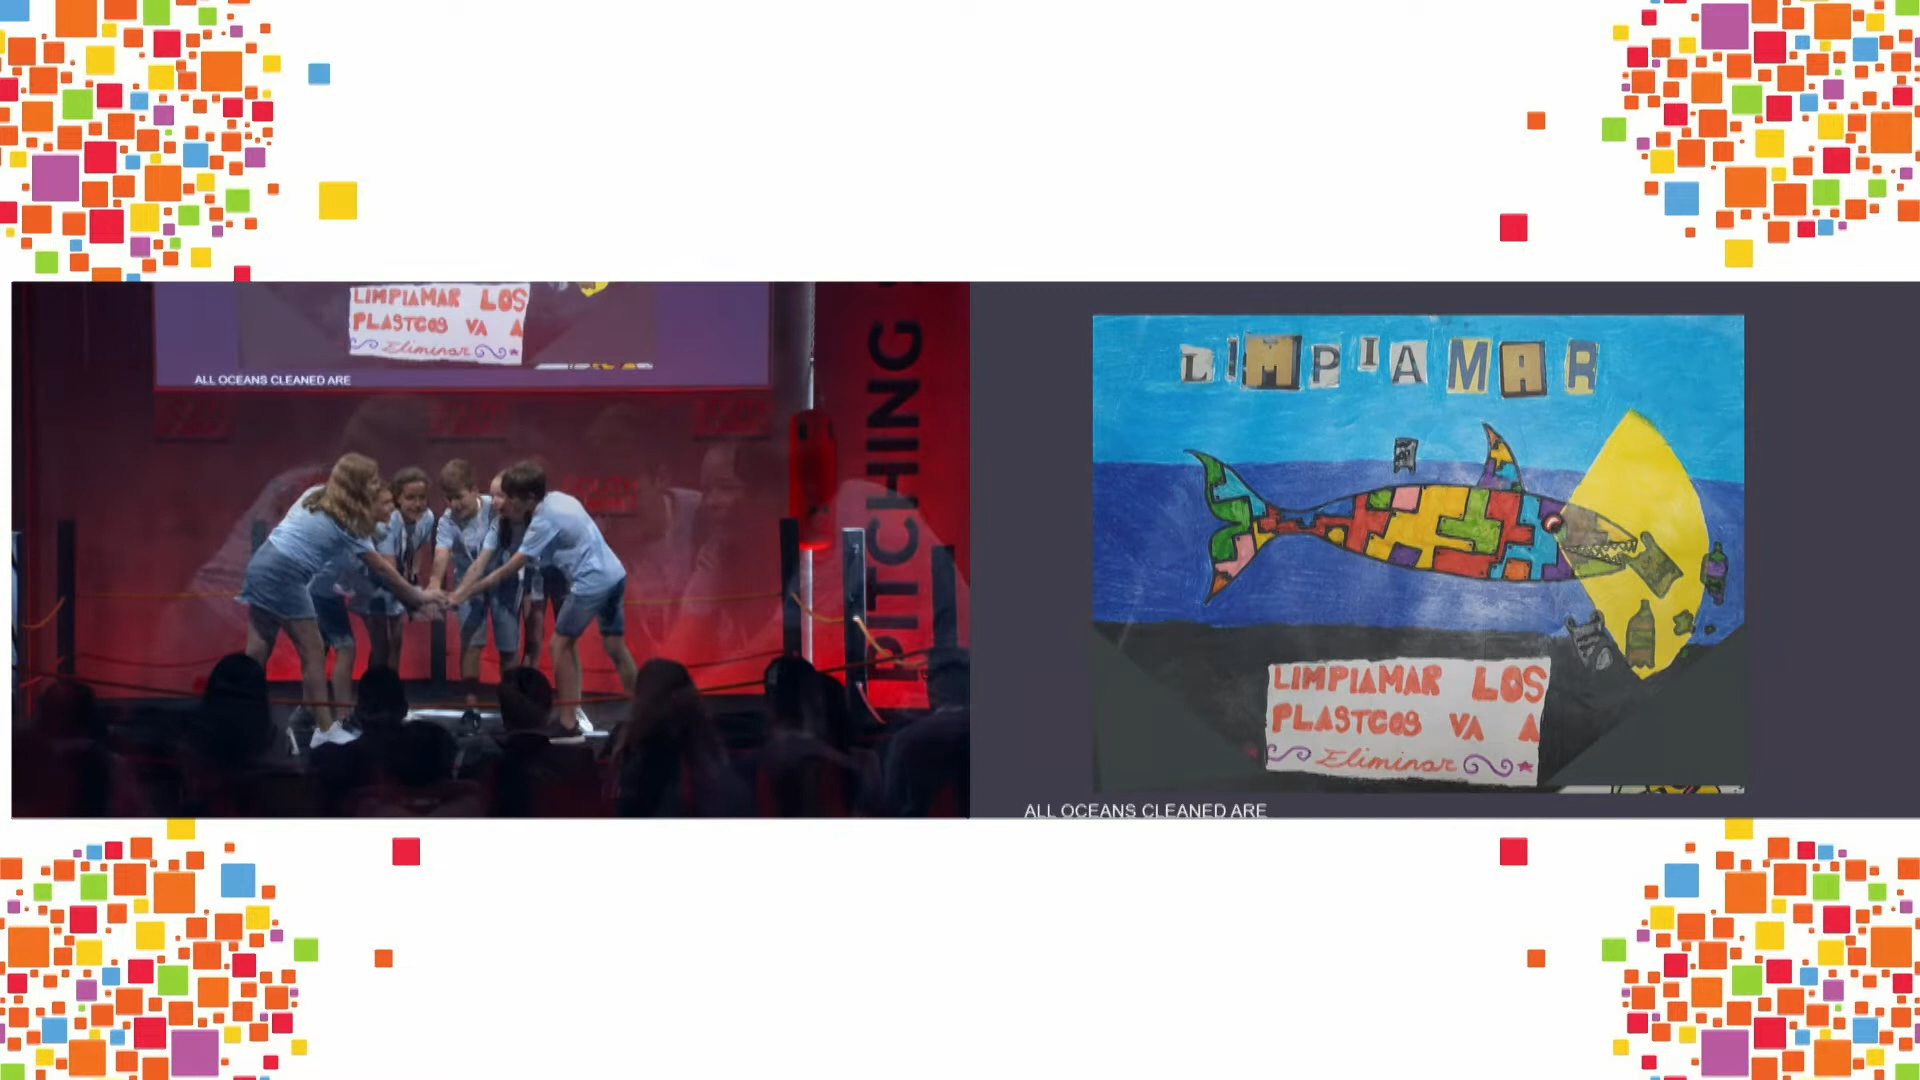 LIMPIAMAR LOS
PLASTCOS VA A
Eliminar
ALL OCEANS CLEANED ARE
PITCHING
LIMPIAMAR
LIMPIAMAR LOS
PLASTCOS VA A
Eliminar
ALL OCEANS CLEANED ARE